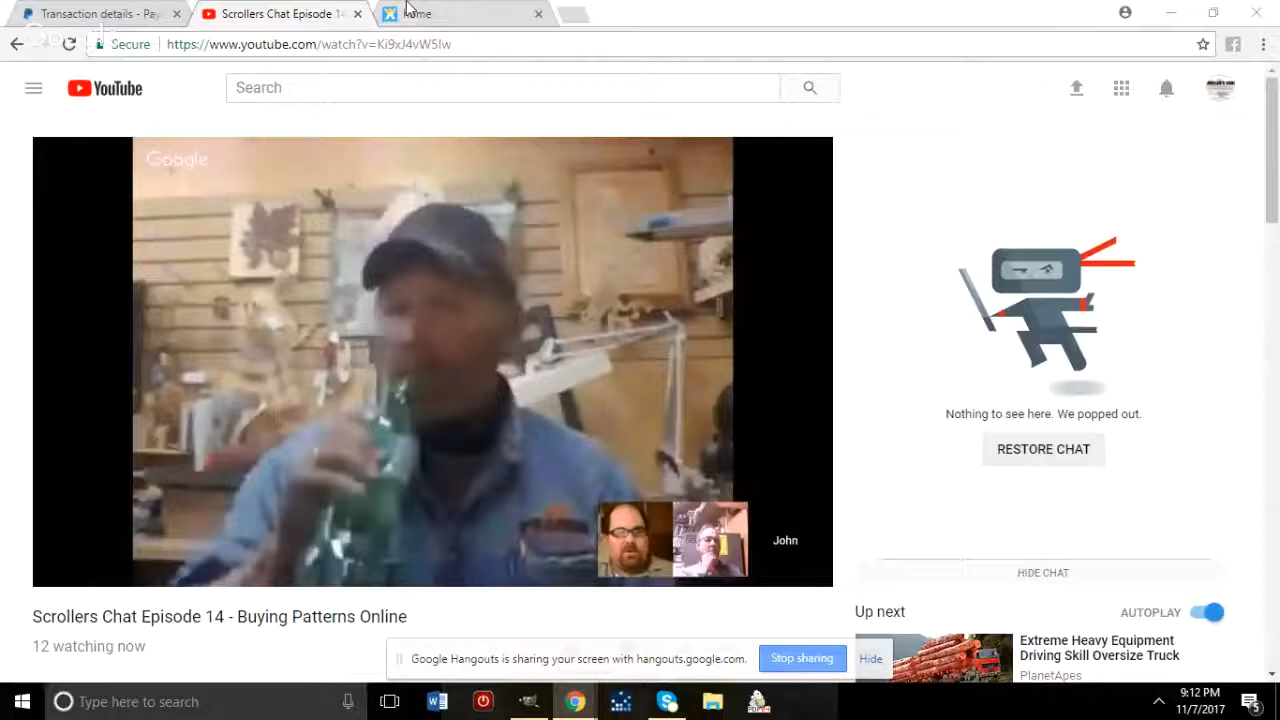 Transaction details - Pay
Scrollers Chat Episode 14
Home
Secure
https://www.youtube.com/watch?v=Ki9xJ4vW5Iw
YouTube
Search
Google
Nothing to see here. We popped out.
RESTORE CHAT
John
HIDE CHAT
Scrollers Chat Episode 14 - Buying Patterns Online
12 watching now
Up next
AUTOPLAY
Extreme Heavy Equipment
Driving Skill Oversize Truck
PlanetApes
Google Hangouts is sharing your screen with hangouts.google.com.
Stop sharing
Hide
Type here to search
9:12 PM
11/7/2017
5